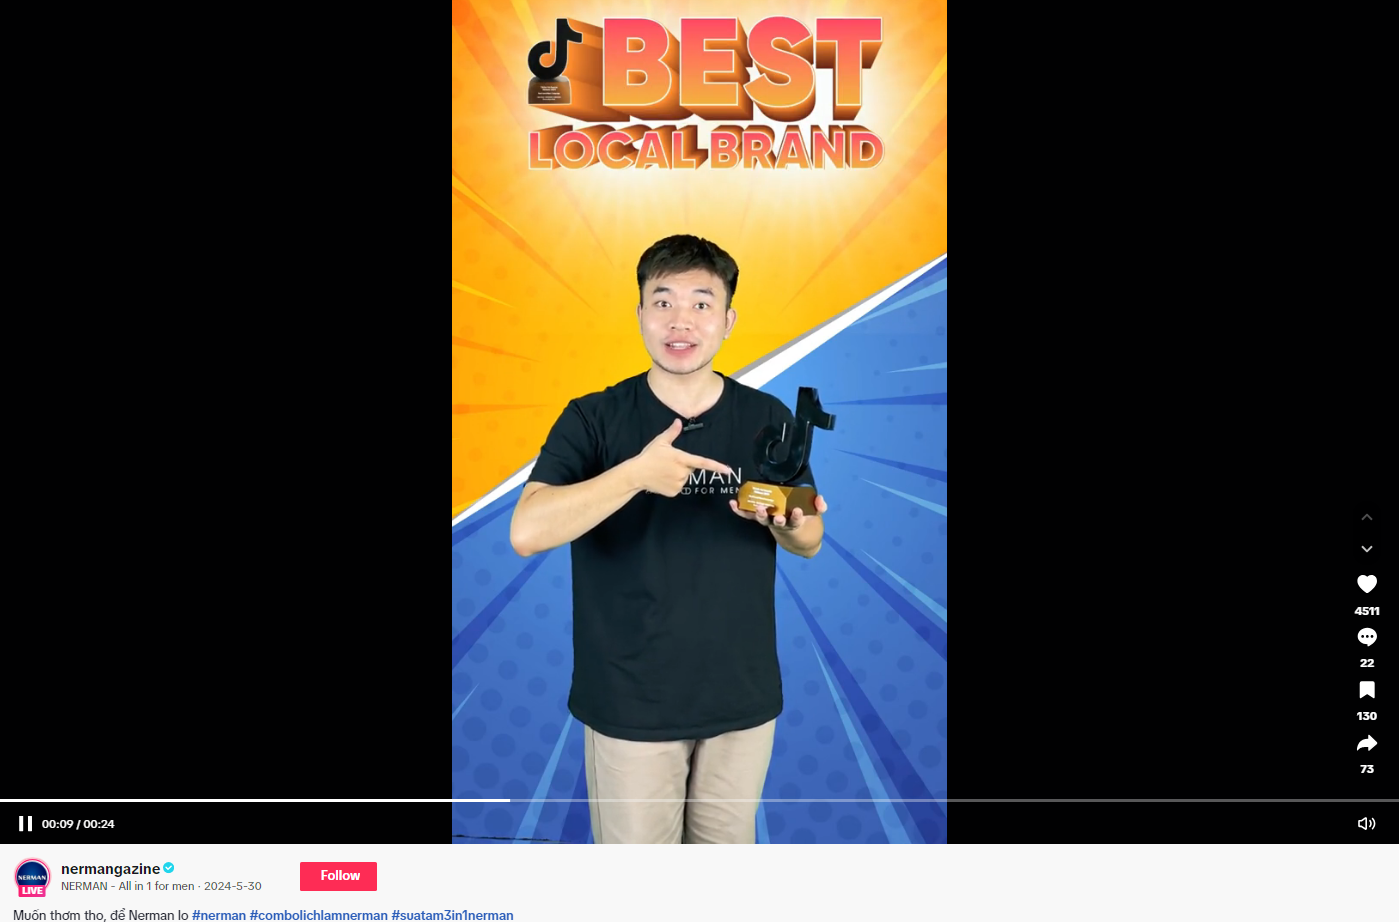 BEST
LOCAL BRAND
MAN
FOR MEN
4511
22
130
73
00:09 / 00:24
NERMAN
LIVE
nermangazine
NERMAN - All in 1 for men · 2024-5-30
Follow
Muốn thơm tho, để Nerman lo #nerman #combolichlamnerman #suatam3in1nerman